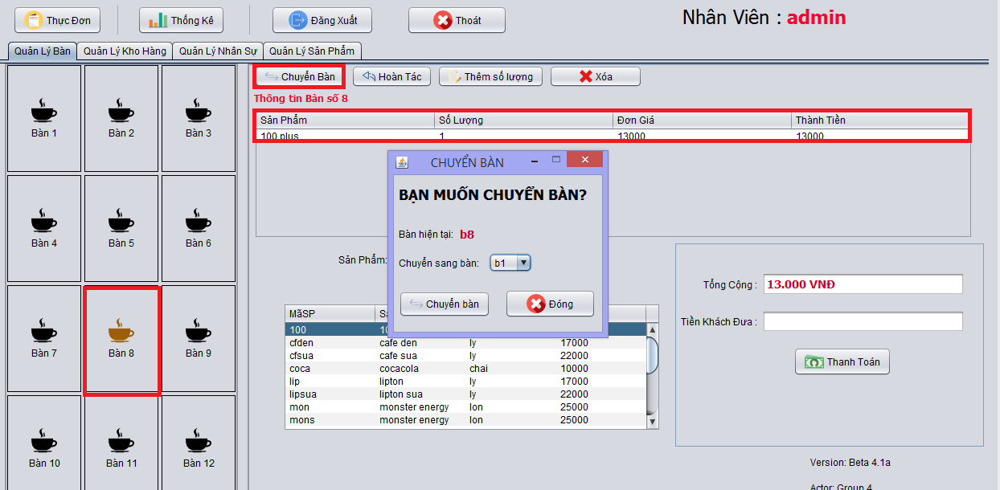 Thực Đơn Thống Kê Đăng Xuất Thoát Nhân Viên : admin
Quản Lý Bàn Quản Lý Kho Hàng Quản Lý Nhân Sự Quản Lý Sản Phẩm
Chuyển Bàn Hoàn Tác Thêm số lượng Xóa
Thông tin Bàn số 8
Sản Phẩm Số Lượng Đơn Giá Thành Tiền
100 plus 1 13000 13000
Bàn 1 Bàn 2 Bàn 3
CHUYỂN BÀN
BẠN MUỐN CHUYỂN BÀN?
Bàn hiện tại: b8
Chuyển sang bàn: b1
Chuyển bàn Đóng
Bàn 4 Bàn 5 Bàn 6
Sản Phẩm:
Tổng Cộng : 13.000 VNĐ
Tiền Khách Đưa :
Thanh Toán
MãSP
100
cfden cafe den ly 17000
cfsua cafe sua ly 22000
coca cocacola chai 10000
lip lipton ly 17000
lipsua lipton sua ly 22000
mon monster energy lon 25000
mons monster energy lon 25000
Bàn 7 Bàn 8 Bàn 9
Bàn 10 Bàn 11 Bàn 12
Version: Beta 4.1a
Actor: Group 4